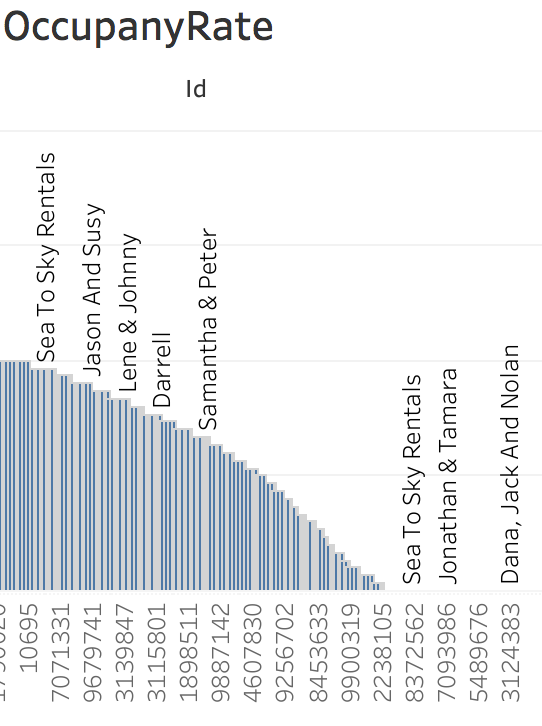 OccupanyRate
Id
Sea To Sky Rentals
Jason And Susy
Lene & Johnny
Darrell
Samantha & Peter
Sea To Sky Rentals
Jonathan & Tamara
Dana, Jack And Nolan
10695
7071331
9679741
3139847
3115801
1898511
9887142
4607830
9256702
8453633
9900319
2238105
8372562
7093986
5489676
3124383